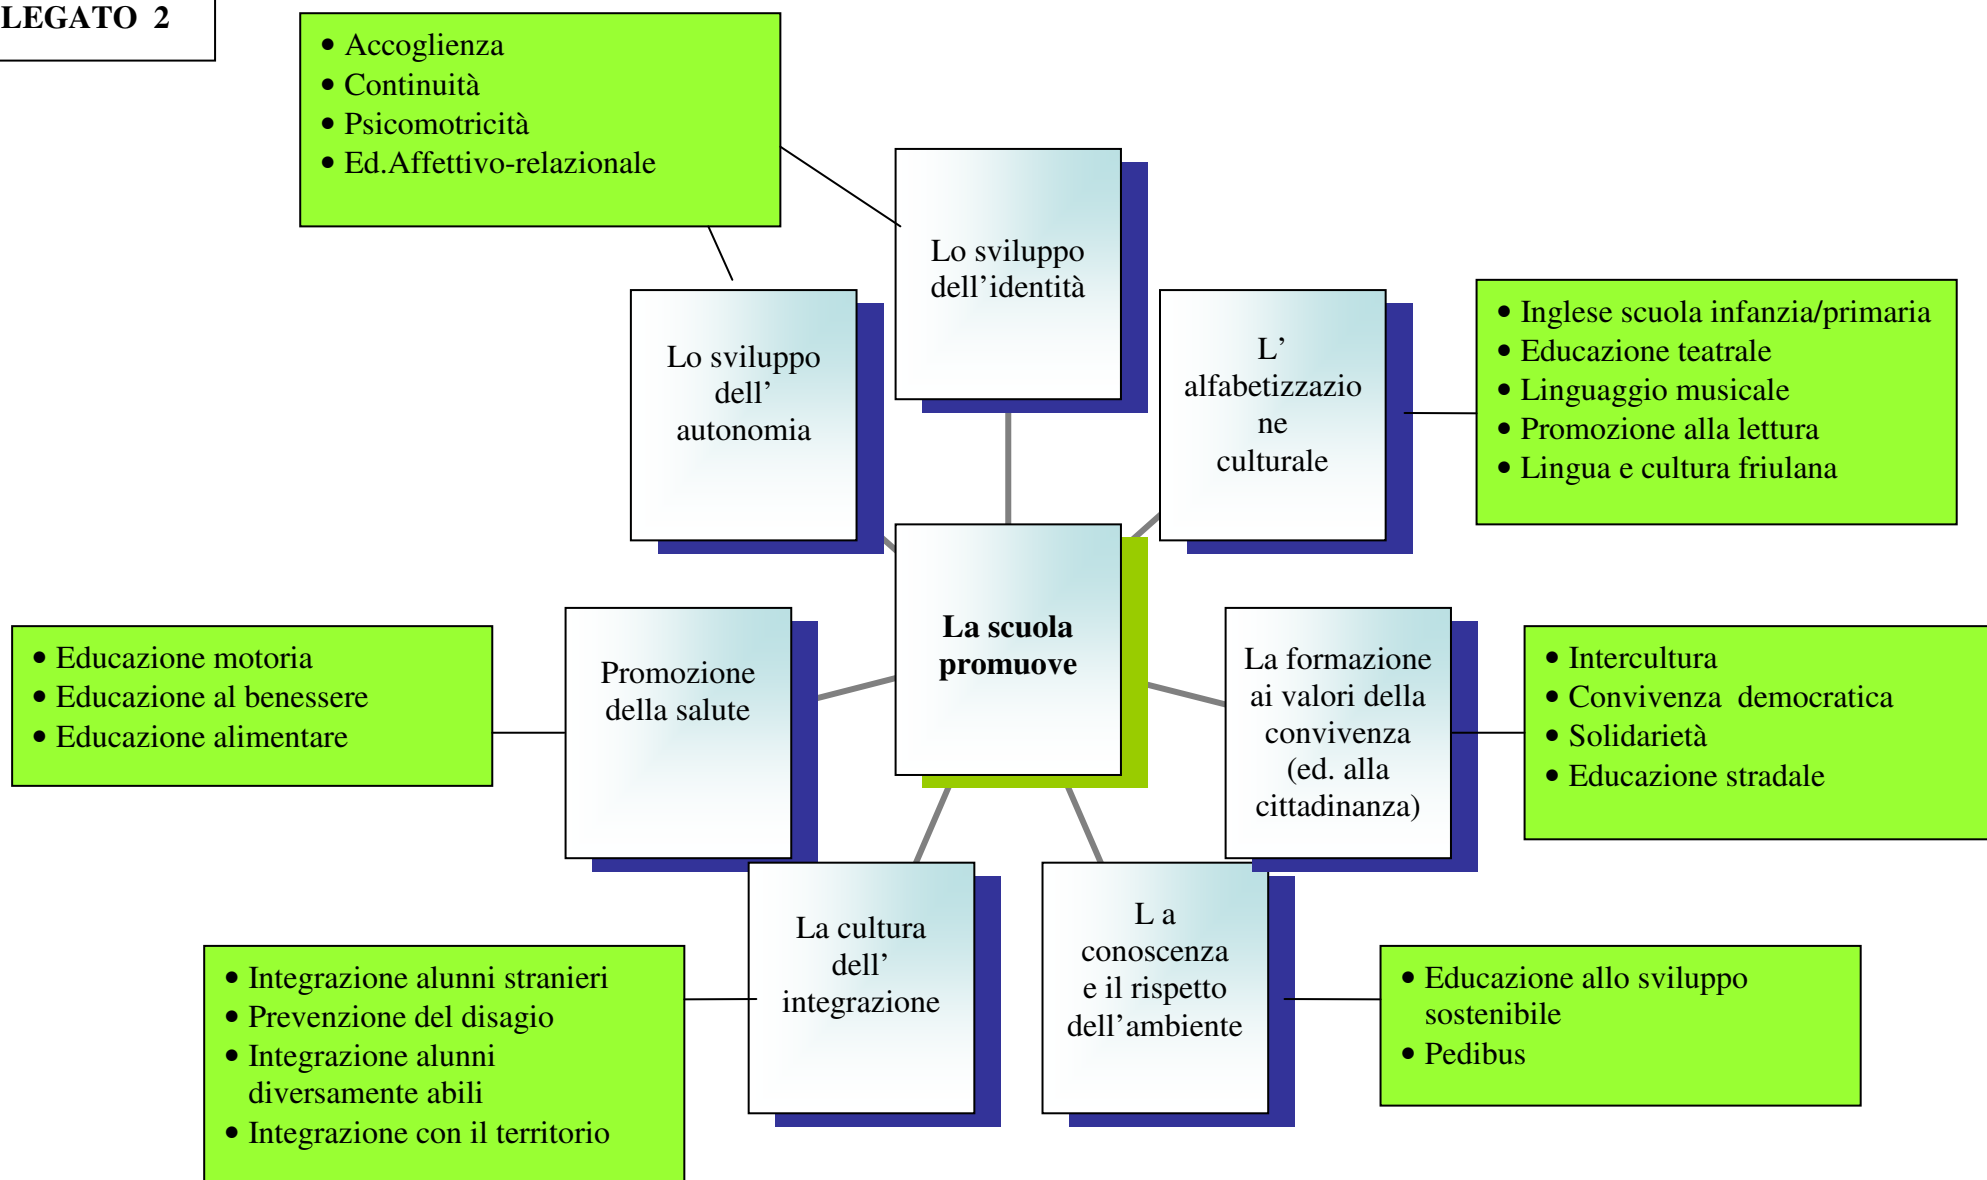 LEGATO 2
• Accoglienza
• Continuità
• Psicomotricità
• Ed.Affettivo-relazionale
Lo sviluppo
dell’identità
Lo sviluppo
dell’
autonomia
L’
alfabetizzazio
ne
culturale
• Inglese scuola infanzia/primaria
• Educazione teatrale
• Linguaggio musicale
• Promozione alla lettura
• Lingua e cultura friulana
La scuola
promuove
• Educazione motoria
• Educazione al benessere
• Educazione alimentare
Promozione
della salute
La formazione
ai valori della
convivenza
(ed. alla
cittadinanza)
• Intercultura
• Convivenza  democratica
• Solidarietà
• Educazione stradale
La cultura
dell’
integrazione
• Integrazione alunni stranieri
• Prevenzione del disagio
• Integrazione alunni
diversamente abili
• Integrazione con il territorio
L a
conoscenza
e il rispetto
dell’ambiente
• Educazione allo sviluppo
sostenibile
• Pedibus